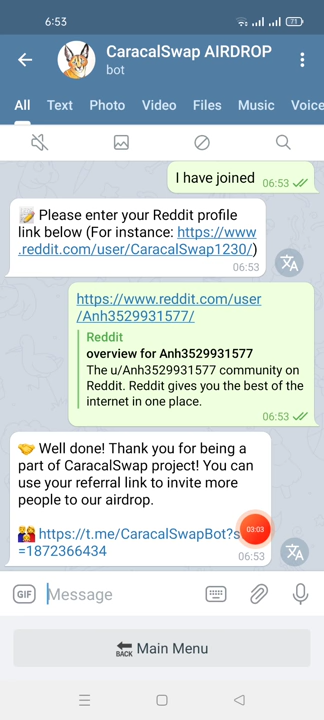 6:53
71
CaracalSwap AIRDROP
bot
All Text Photo Video Files Music Voice
I have joined 06:53
📝 Please enter your Reddit profile
link below (For instance: https://www
.reddit.com/user/CaracalSwap1230/)
06:53
https://www.reddit.com/user
/Anh3529931577/
Reddit
overview for Anh3529931577
The u/Anh3529931577 community on
Reddit. Reddit gives you the best of the
internet in one place.
06:53
🤝 Well done! Thank you for being a
part of CaracalSwap project! You can
use your referral link to invite more
people to our airdrop.
👫 https://t.me/CaracalSwapBot?s
=1872366434
03:03
06:53
GIF Message
🔙 Main Menu